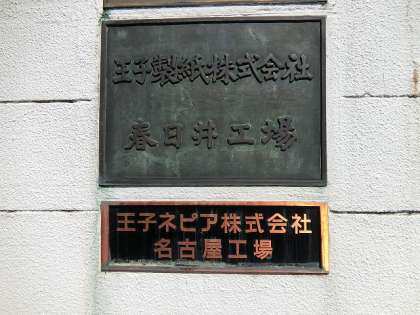 王子製紙株式会社
春日井工場
王子ネピア株式会社
名古屋工場